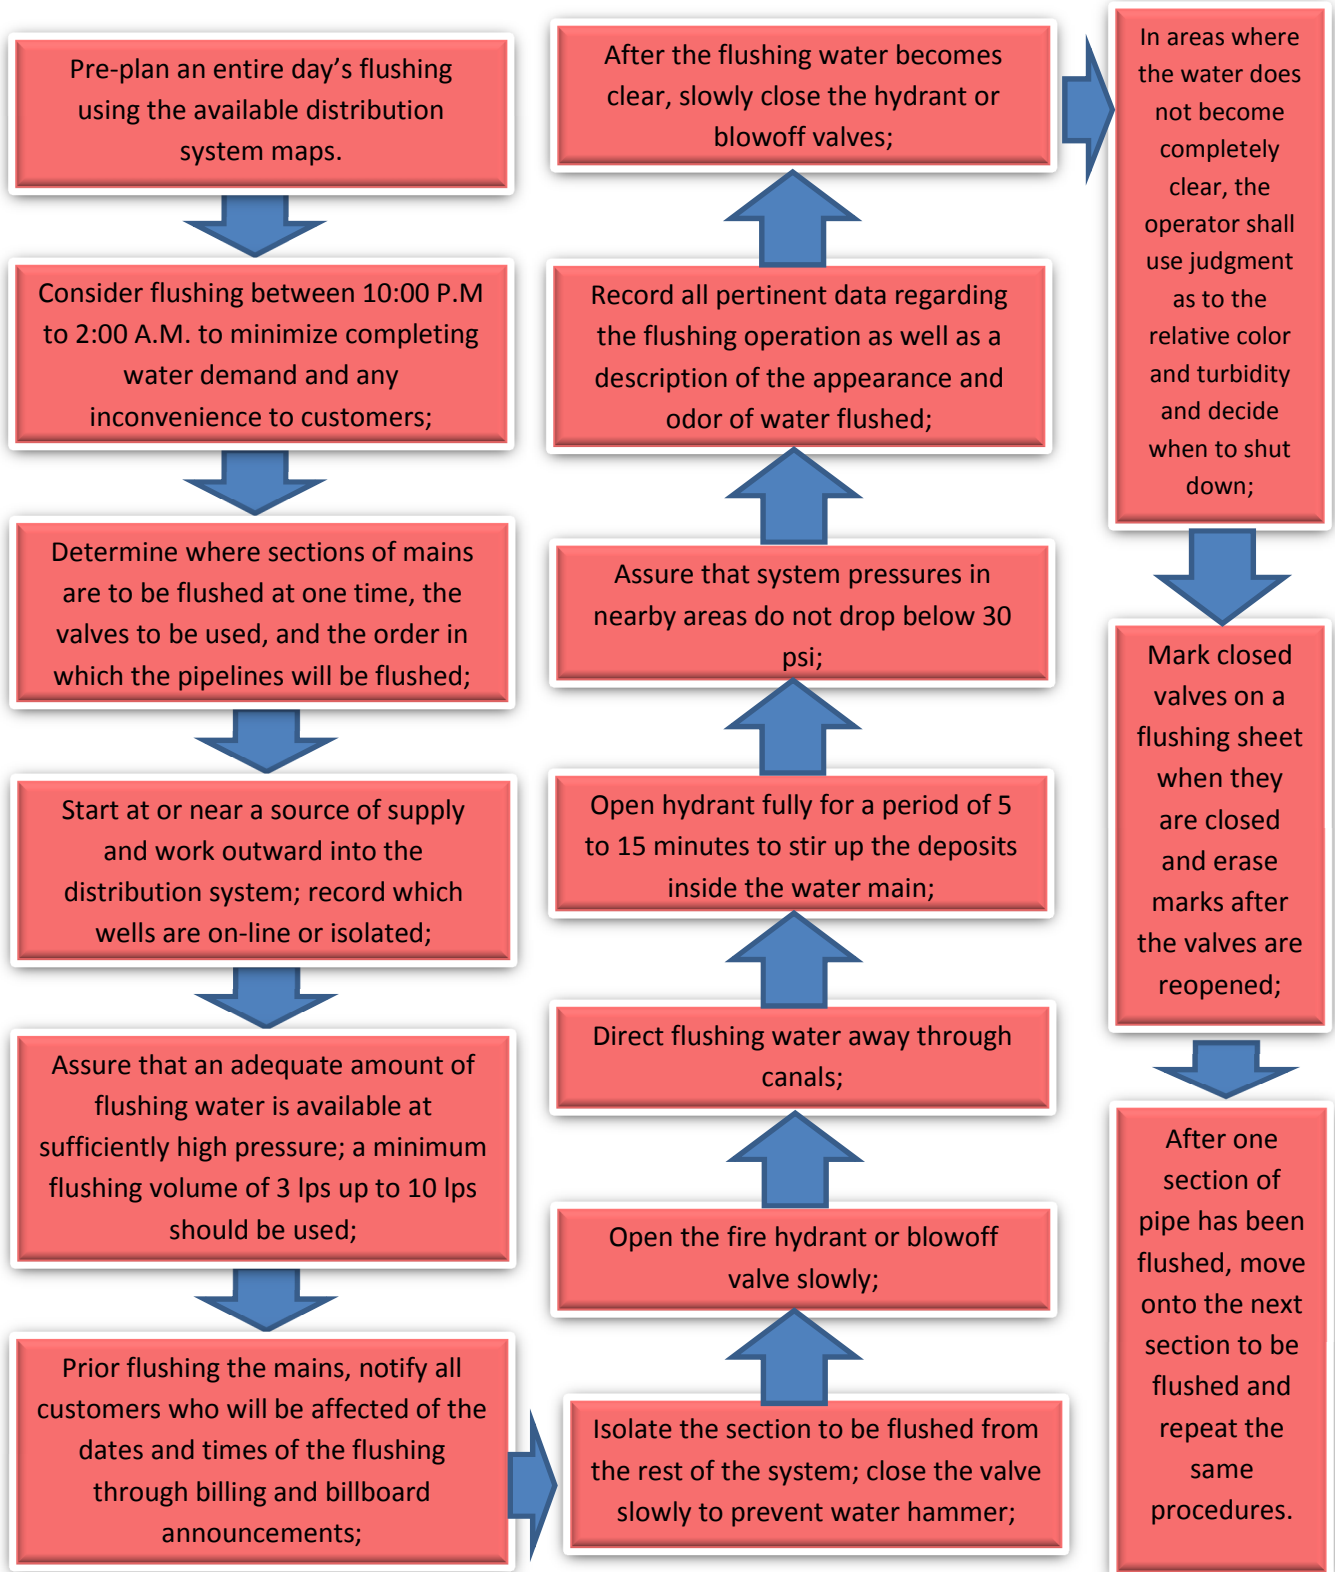 Pre-plan an entire day's flushing
using the available distribution
system maps.
Consider flushing between 10:00 P.M
to 2:00 A.M. to minimize completing
water demand and any
inconvenience to customers;
Determine where sections of mains
are to be flushed at one time, the
valves to be used, and the order in
which the pipelines will be flushed;
Start at or near a source of supply
and work outward into the
distribution system; record which
wells are on-line or isolated;
Assure that an adequate amount of
flushing water is available at
sufficiently high pressure; a minimum
flushing volume of 3 lps up to 10 lps
should be used;
Prior flushing the mains, notify all
customers who will be affected of the
dates and times of the flushing
through billing and billboard
announcements;
Isolate the section to be flushed from
the rest of the system; close the valve
slowly to prevent water hammer;
Open the fire hydrant or blowoff
valve slowly;
Direct flushing water away through
canals;
Open hydrant fully for a period of 5
to 15 minutes to stir up the deposits
inside the water main;
Assure that system pressures in
nearby areas do not drop below 30
psi;
Record all pertinent data regarding
the flushing operation as well as a
description of the appearance and
odor of water flushed;
After the flushing water becomes
clear, slowly close the hydrant or
blowoff valves;
In areas where
the water does
not become
completely
clear, the
operator shall
use judgment
as to the
relative color
and turbidity
and decide
when to shut
down;
Mark closed
valves on a
flushing sheet
when they
are closed
and erase
marks after
the valves are
reopened;
After one
section of
pipe has been
flushed, move
onto the next
section to be
flushed and
repeat the
same
procedures.